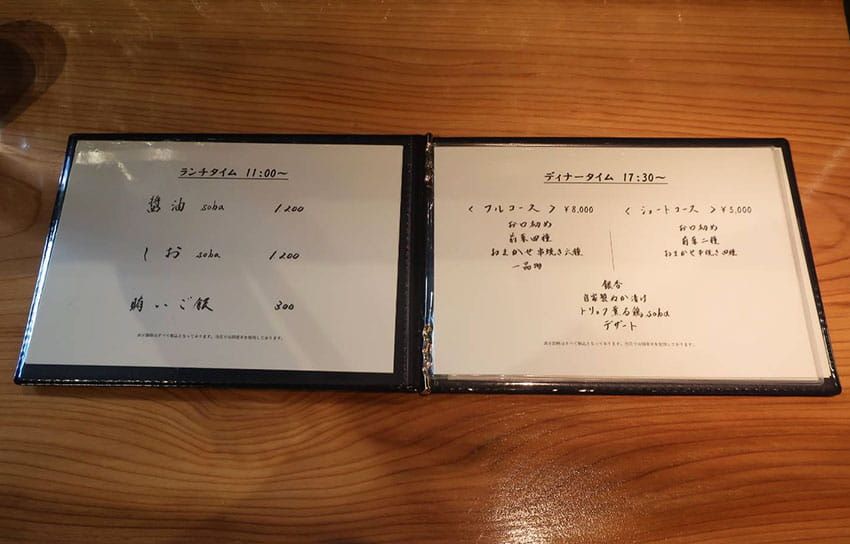 ランチタイム 11:00〜
醤油 soba 1200
しお soba 1200
賄いご飯 300
ディナータイム 17:30〜
〈フルコース〉¥8,000
お口初め
前菜四種
おまかせ串焼き六種
一品物
〈ショートコース〉¥5,000
お口初め
前菜二種
おまかせ串焼き四種
銀杏
自家製ぬか漬け
トリュフ薫る鶏soba
デザート